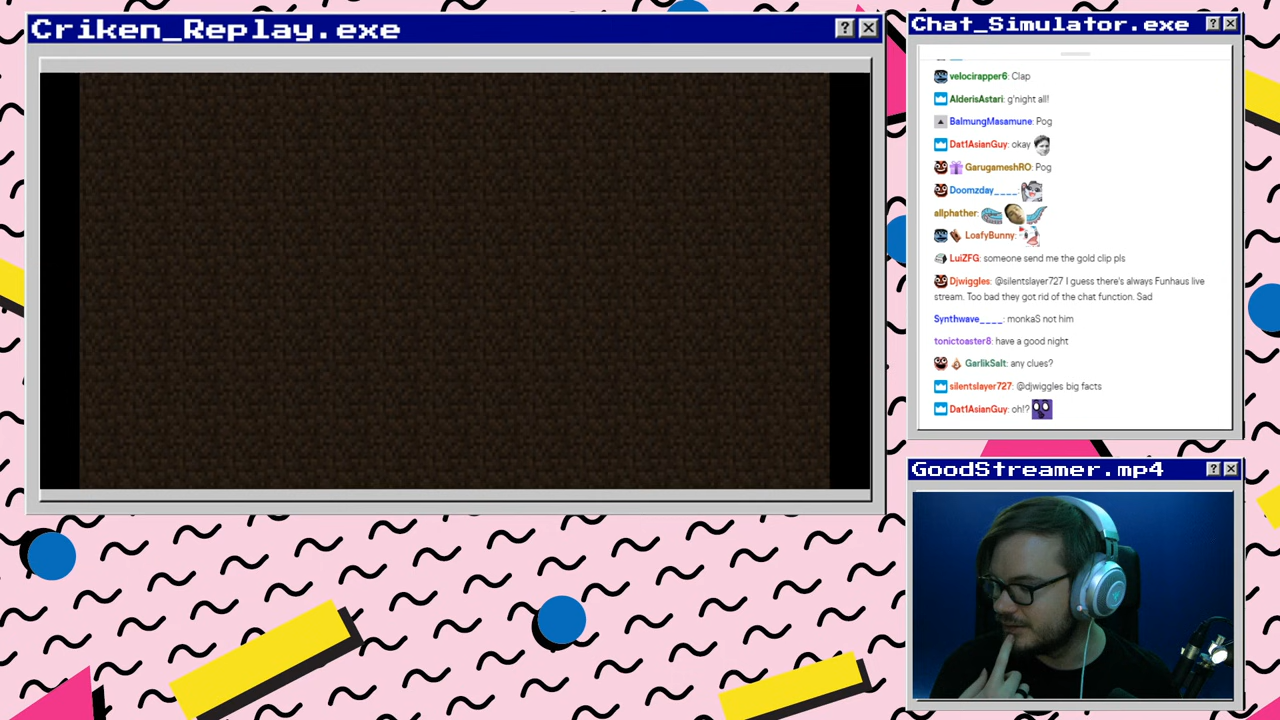 Criken_Replay.exe
Chat_Simulator.exe
velocirapper6: Clap
AlderisAstari: g'night all!
BalmungMasamune: Pog
Dat1AsianGuy: okay
GarugameshRO: Pog
Doomzday____:
allphather:
LoafyBunny:
LuiZFG: someone send me the gold clip pls
Djwiggles: @silentslayer727 I guess there's always Funhaus live
stream. Too bad they got rid of the chat function. Sad
Synthwave____: monkaS not him
tonictoaster8: have a good night
GarlikSalt: any clues?
silentslayer727: @djwiggles big facts
Dat1AsianGuy: oh!?
GoodStreamer.mp4